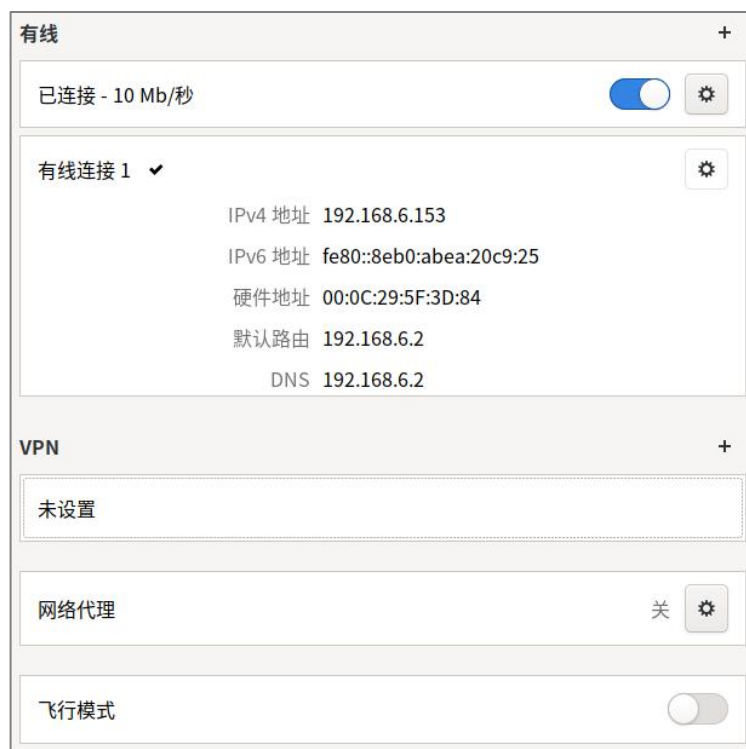 有线
已连接 - 10 Mb/秒
有线连接 1
IPv4 地址 192.168.6.153
IPv6 地址 fe80::8eb0:abea:20c9:25
硬件地址 00:0C:29:5F:3D:84
默认路由 192.168.6.2
DNS 192.168.6.2
VPN
未设置
网络代理 关
飞行模式